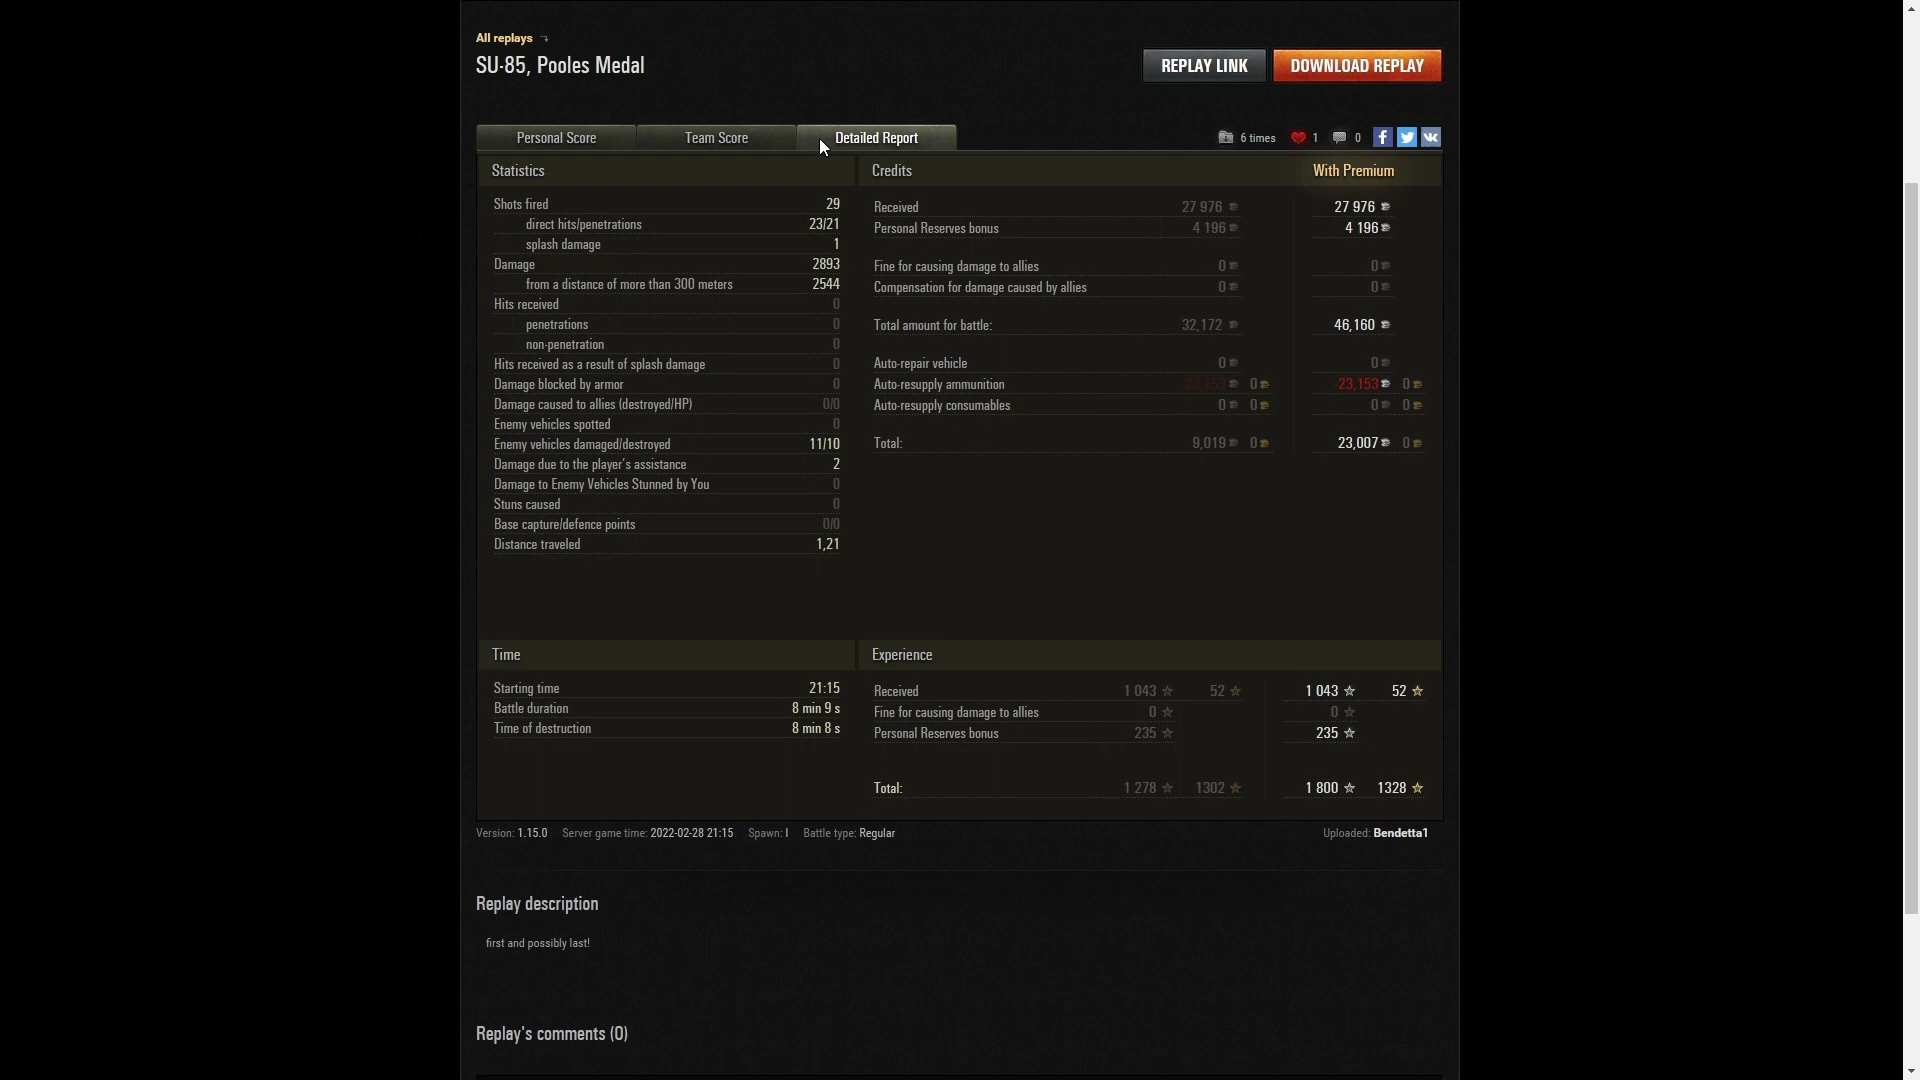 All replays
SU-85, Pooles Medal
REPLAY LINK DOWNLOAD REPLAY
Personal Score Team Score Detailed Report 6 times 1 0
Statistics
Shots fired 29
direct hits/penetrations 23/21
splash damage 1
Damage 2893
from a distance of more than 300 meters 2544
Hits received 0
penetrations 0
non-penetration 0
Hits received as a result of splash damage 0
Damage blocked by armor 0
Damage caused to allies (destroyed/HP) 0/0
Enemy vehicles spotted 0
Enemy vehicles damaged/destroyed 11/10
Damage due to the player's assistance 2
Damage to Enemy Vehicles Stunned by You 0
Stuns caused 0
Base capture/defence points 0/0
Distance traveled 1,21
Credits With Premium
Received 27 976 27 976
Personal Reserves bonus 4 196 4 196
Fine for causing damage to allies 0 0
Compensation for damage caused by allies 0 0
Total amount for battle: 32,172 46,160
Auto-repair vehicle 0 0
Auto-resupply ammunition -23,153 0 -23,153 0
Auto-resupply consumables 0 0 0 0
Total: 9,019 0 23,007 0
Time
Starting time 21:15
Battle duration 8 min 9 s
Time of destruction 8 min 8 s
Experience
Received 1 043 52 1 043 52
Fine for causing damage to allies 0 0
Personal Reserves bonus 235 235
Total: 1 278 1302 1 800 1328
Version: 1.15.0 Server game time: 2022-02-28 21:15 Spawn: I Battle type: Regular Uploaded: Bendetta1
Replay description
first and possibly last!
Replay's comments (0)